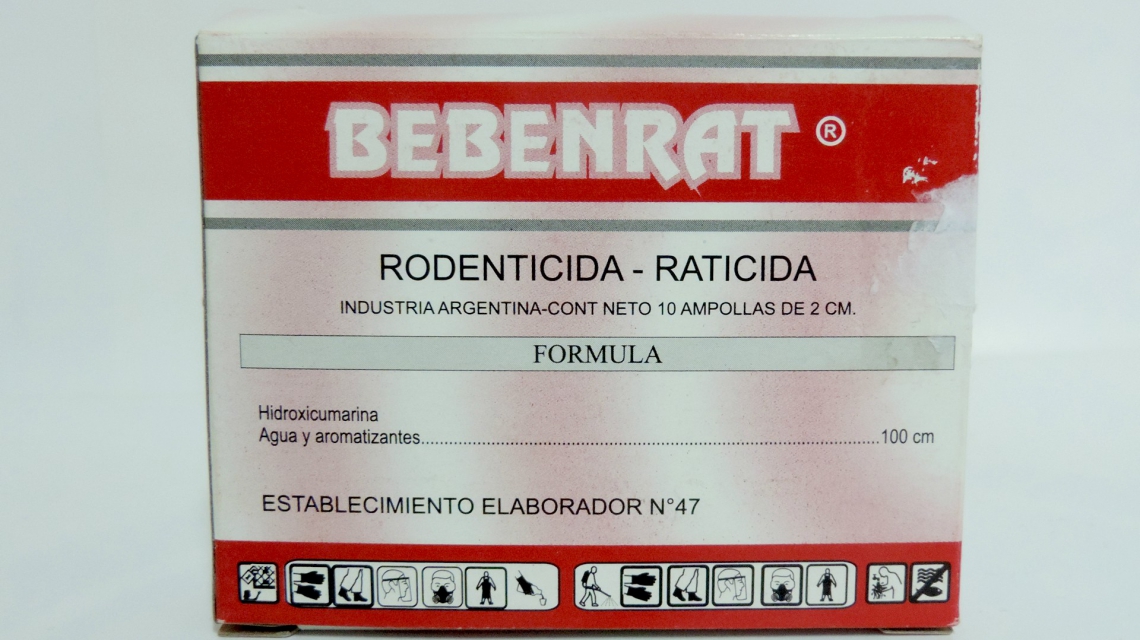 BEBENRAT ®
RODENTICIDA - RATICIDA
INDUSTRIA ARGENTINA-CONT NETO 10 AMPOLLAS DE 2 CM.
FORMULA
Hidroxicumarina
Agua y aromatizantes..........................................................................................100 cm
ESTABLECIMIENTO ELABORADOR N°47